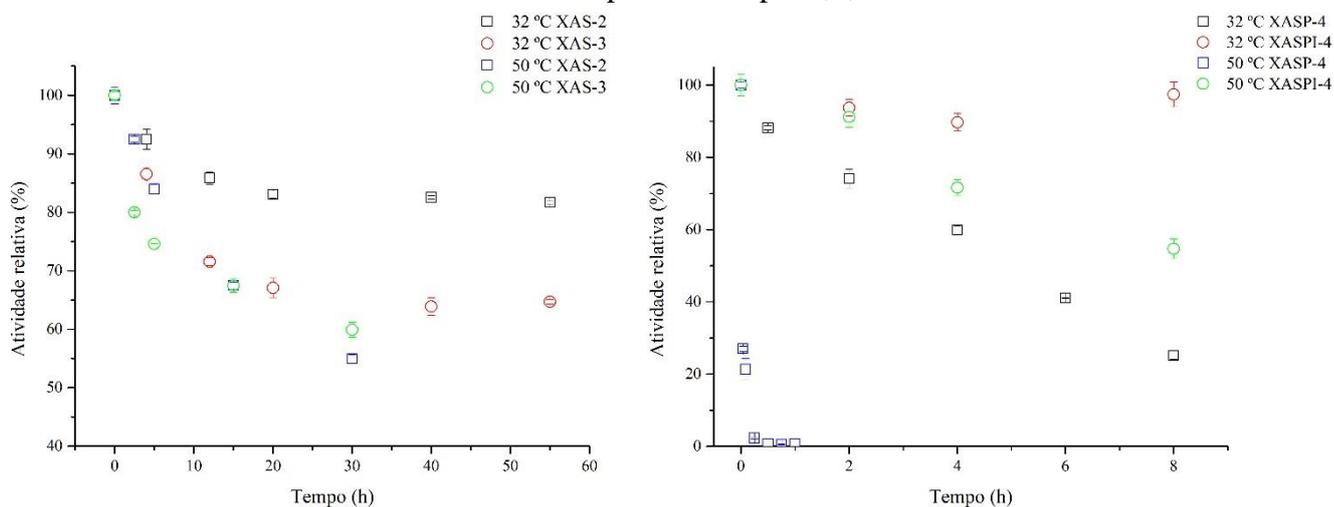 32 ºC XAS-2
32 ºC XAS-3
50 ºC XAS-2
50 ºC XAS-3
100
90
80
70
60
50
40
0
10
20
30
40
50
60
Atividade relativa (%)
Tempo (h)
32 ºC XASP-4
32 ºC XASPI-4
50 ºC XASP-4
50 ºC XASPI-4
100
80
60
40
20
0
0
2
4
6
8
Atividade relativa (%)
Tempo (h)